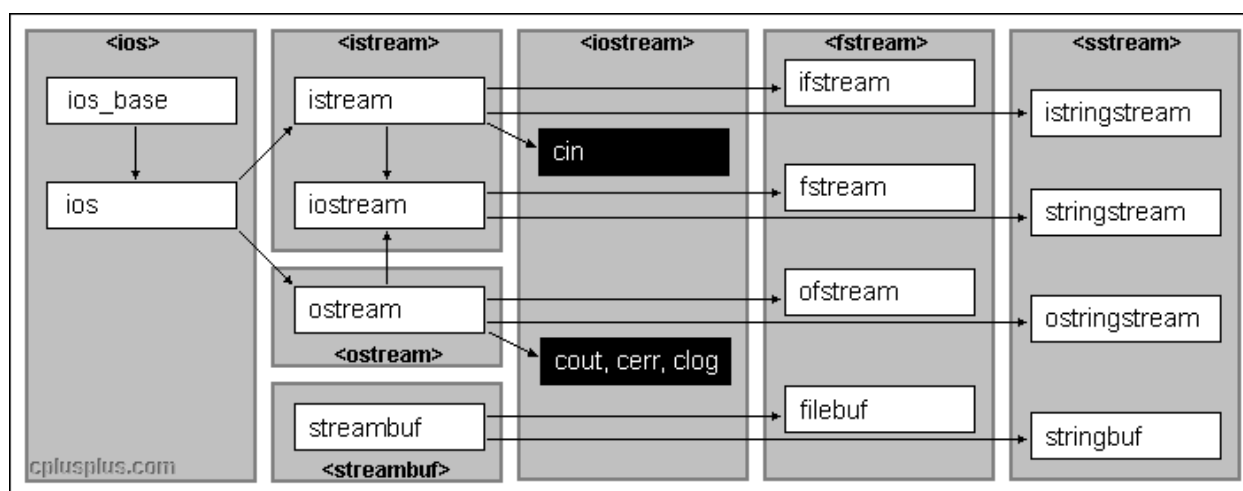 <ios>
ios_base
ios
<istream>
istream
iostream
ostream
<ostream>
streambuf
<streambuf>
<iostream>
cin
cout, cerr, clog
<fstream>
ifstream
fstream
ofstream
filebuf
<sstream>
istringstream
stringstream
ostringstream
stringbuf
cplusplus.com